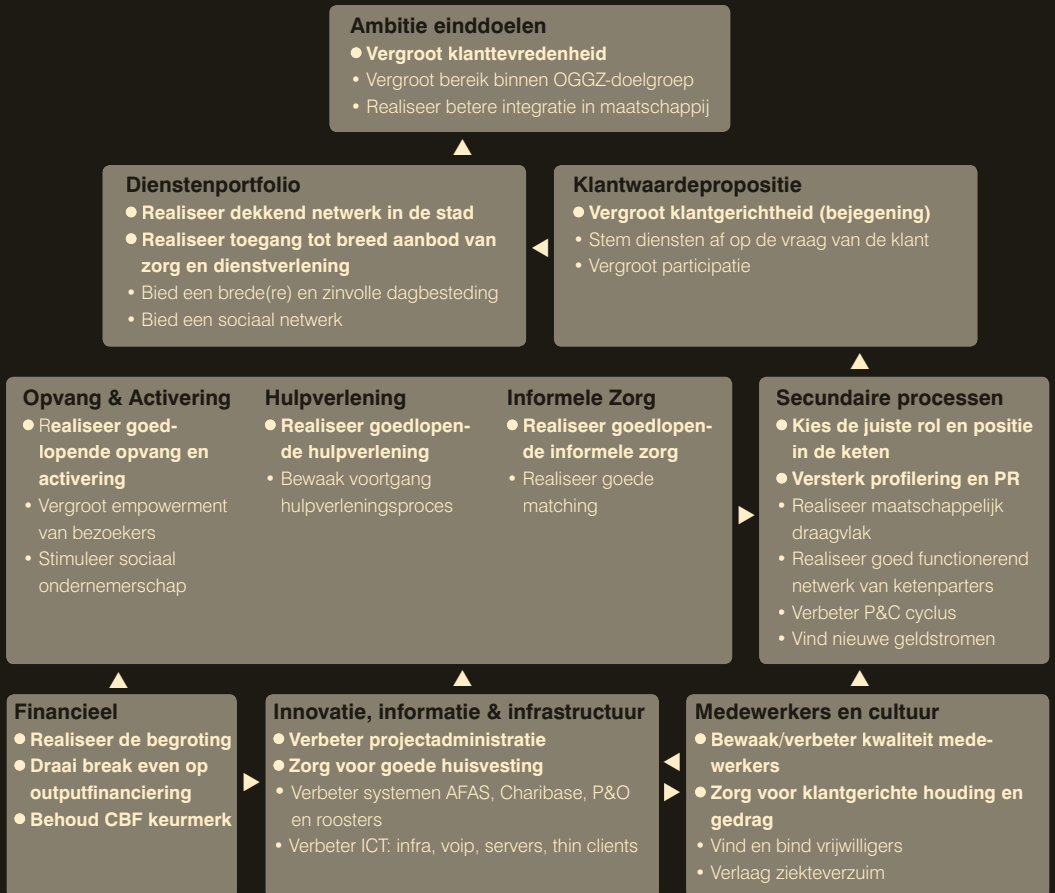 Ambitie einddoelen
● Vergroot klanttevredenheid
• Vergroot bereik binnen OGGZ-doelgroep
• Realiseer betere integratie in maatschappij
Dienstenportfolio
● Realiseer dekkend netwerk in de stad
● Realiseer toegang tot breed aanbod van
zorg en dienstverlening
• Bied een brede(re) en zinvolle dagbesteding
• Bied een sociaal netwerk
Klantwaardepropositie
● Vergroot klantgerichtheid (bejegening)
• Stem diensten af op de vraag van de klant
• Vergroot participatie
Opvang & Activering
● Realiseer goed-
lopende opvang en
activering
• Vergroot empowerment
van bezoekers
• Stimuleer sociaal
ondernemerschap
Hulpverlening
● Realiseer goedlopen-
de hulpverlening
• Bewaak voortgang
hulpverleningsproces
Informele Zorg
● Realiseer goedlopen-
de informele zorg
• Realiseer goede
matching
Secundaire processen
● Kies de juiste rol en positie
in de keten
● Versterk profilering en PR
• Realiseer maatschappelijk
draagvlak
• Realiseer goed functionerend
netwerk van ketenparters
• Verbeter P&C cyclus
• Vind nieuwe geldstromen
Financieel
● Realiseer de begroting
● Draai break even op
outputfinanciering
● Behoud CBF keurmerk
Innovatie, informatie & infrastructuur
● Verbeter projectadministratie
● Zorg voor goede huisvesting
• Verbeter systemen AFAS, Charibase, P&O
en roosters
• Verbeter ICT: infra, voip, servers, thin clients
Medewerkers en cultuur
● Bewaak/verbeter kwaliteit mede-
werkers
● Zorg voor klantgerichte houding en
gedrag
• Vind en bind vrijwilligers
• Verlaag ziekteverzuim